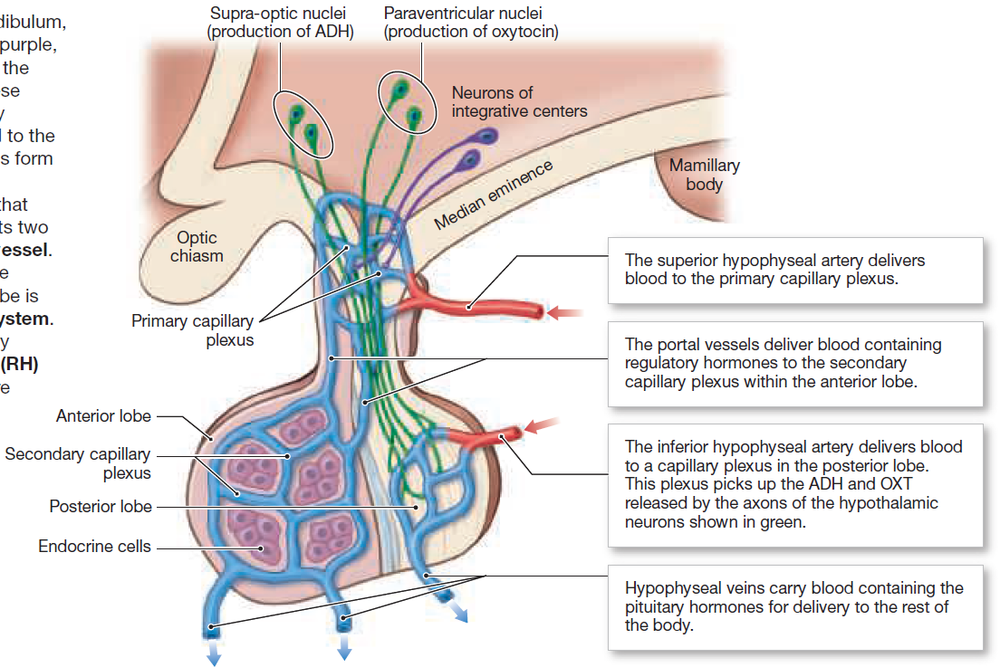 dibulum,
purple,
the
se
y
l to the
s form
that
ts two
essel.
e
be is
ystem.
y
(RH)
e
Supra-optic nuclei
(production of ADH)
Paraventricular nuclei
(production of oxytocin)
Neurons of
integrative centers
Median eminence
Mamillary
body
Optic
chiasm
Primary capillary
plexus
Anterior lobe
Secondary capillary
plexus
Posterior lobe
Endocrine cells
The superior hypophyseal artery delivers
blood to the primary capillary plexus.
The portal vessels deliver blood containing
regulatory hormones to the secondary
capillary plexus within the anterior lobe.
The inferior hypophyseal artery delivers blood
to a capillary plexus in the posterior lobe.
This plexus picks up the ADH and OXT
released by the axons of the hypothalamic
neurons shown in green.
Hypophyseal veins carry blood containing the
pituitary hormones for delivery to the rest of
the body.